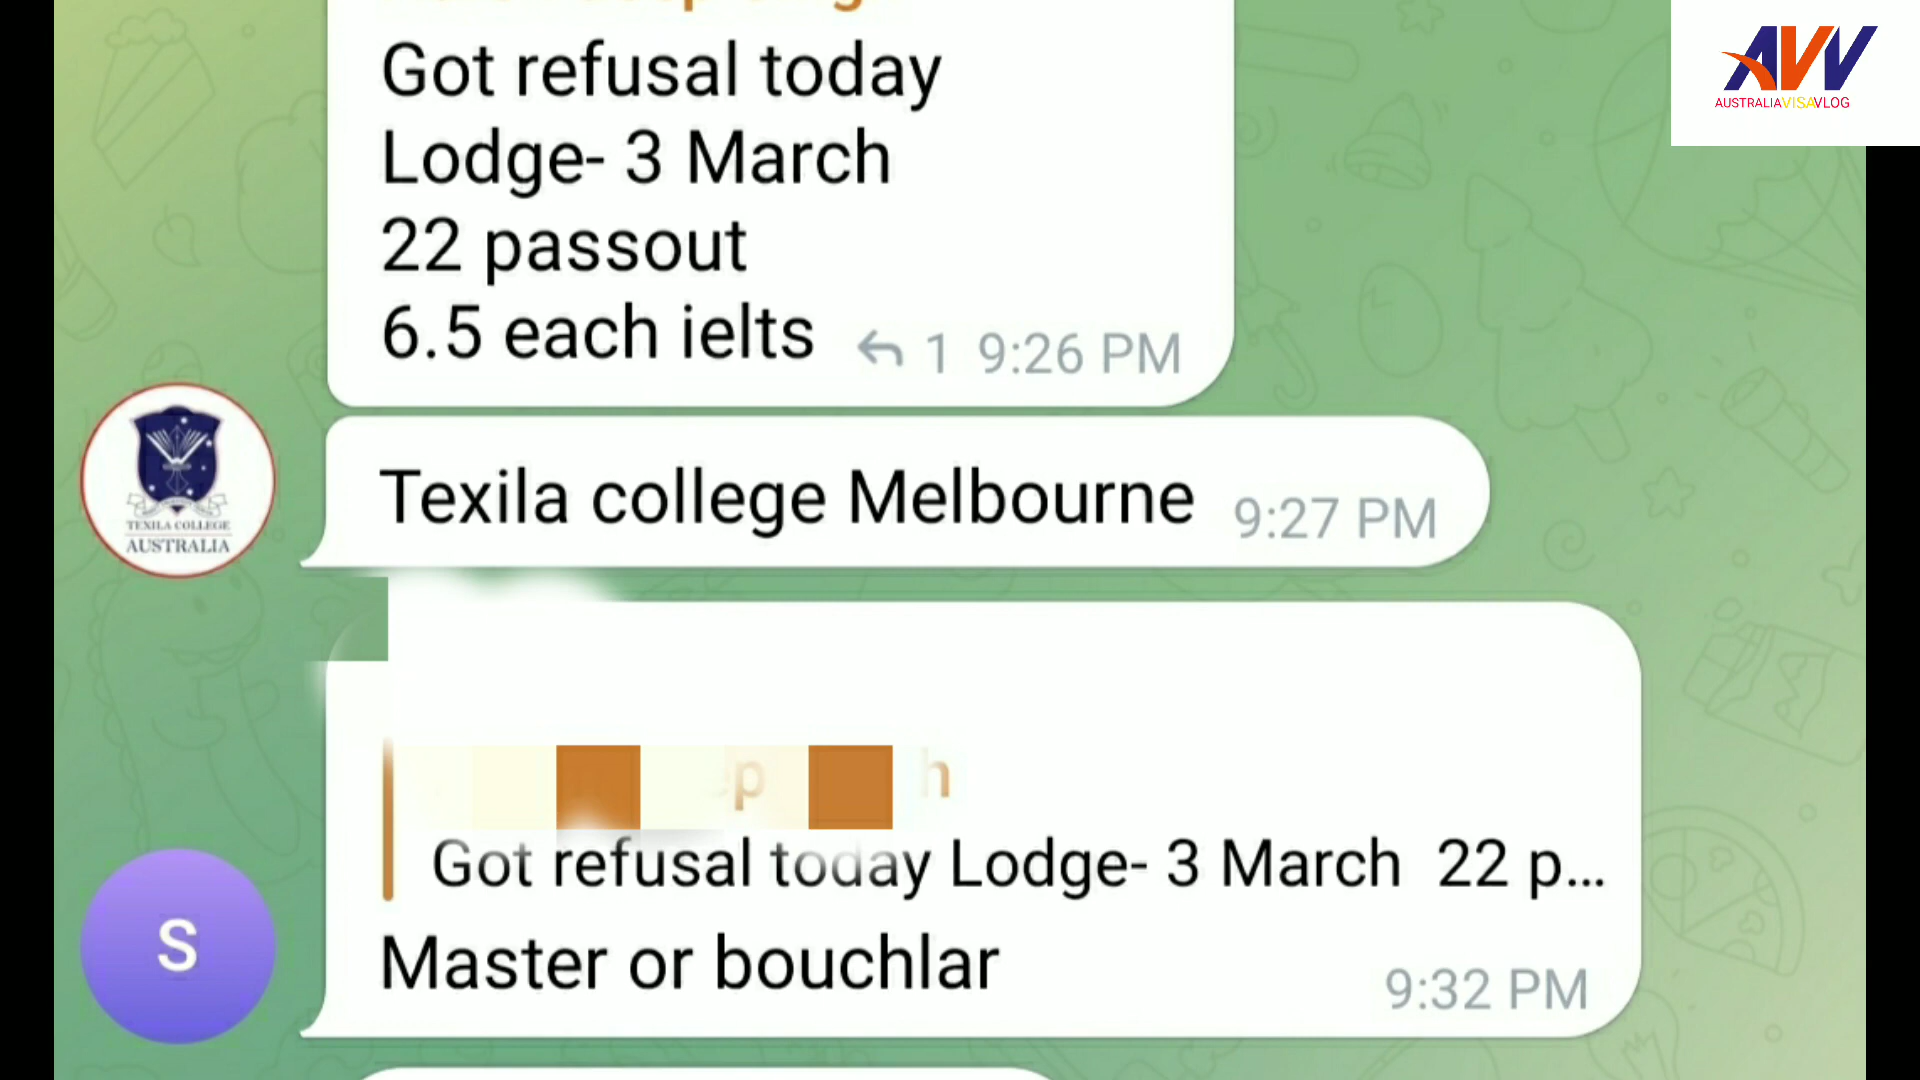 AVV
AUSTRALIAVISAVLOG
Got refusal today
Lodge- 3 March
22 passout
6.5 each ielts 1 9:26 PM
TEXILA COLLEGE
AUSTRALIA
Texila college Melbourne 9:27 PM
Got refusal today Lodge- 3 March 22 p...
S
Master or bouchlar
9:32 PM